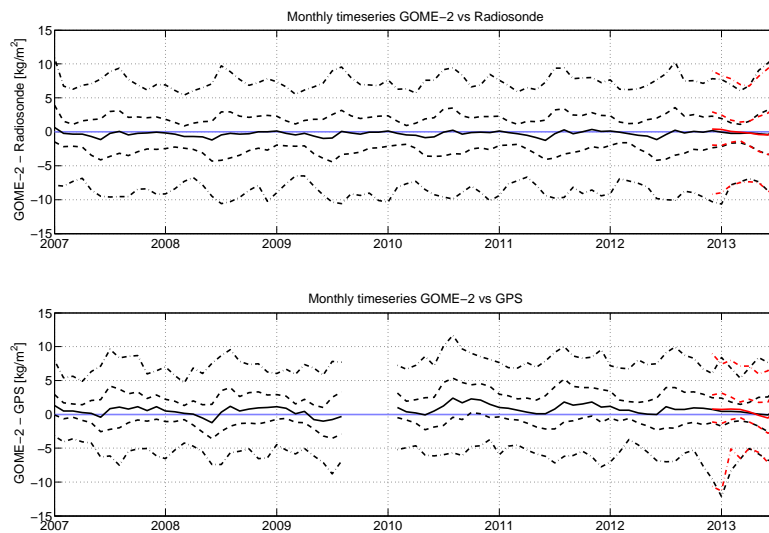 Monthly timeseries GOME−2 vs Radiosonde
GOME−2 − Radiosonde [kg/m²]
15
10
5
0
−5
−10
−15
2007 2008 2009 2010 2011 2012 2013
Monthly timeseries GOME−2 vs GPS
GOME−2 − GPS [kg/m²]
15
10
5
0
−5
−10
−15
2007 2008 2009 2010 2011 2012 2013